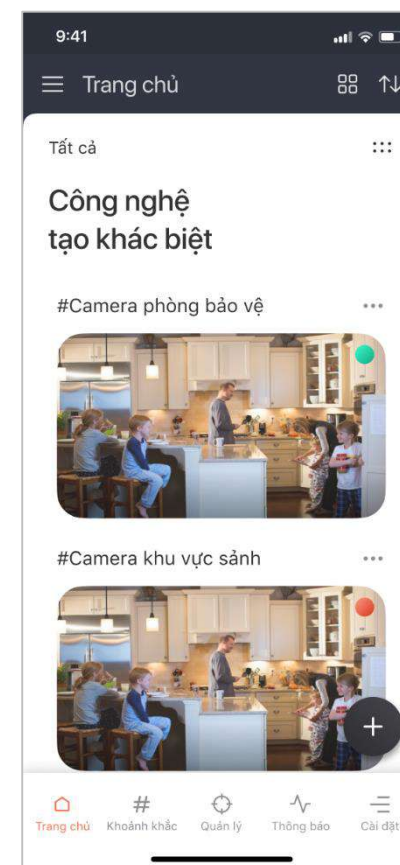 9:41
Trang chủ
Tất cả
Công nghệ
tạo khác biệt
#Camera phòng bảo vệ
#Camera khu vực sảnh
Trang chủ
Khoảnh khắc
Quản lý
Thông báo
Cài đặt